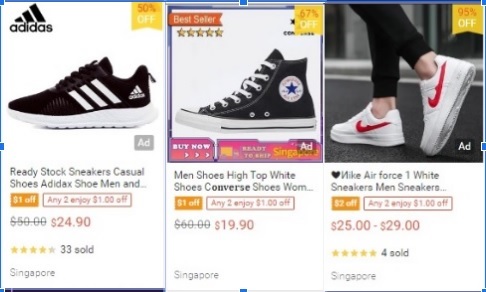 adidas
50%
OFF
adidas
Ad
Ready Stock Sneakers Casual
Shoes Adidax Shoe Men and...
$1 off
Any 2 enjoy $1.00 off
$50.00 $24.90
33 sold
Singapore
Best Seller
67%
OFF
BUY NOW
READY
TO SHIP
Singapore
Ad
Men Shoes High Top White
Shoes Converse Shoes Wom...
$1 off
Any 2 enjoy $1.00 off
$60.00 $19.90
Singapore
95%
OFF
Ad
🖤Ninke Air force 1 White
Sneakers Men Sneakers...
$2 off
Any 2 enjoy $1.00 off
$25.00 - $29.00
4 sold
Singapore